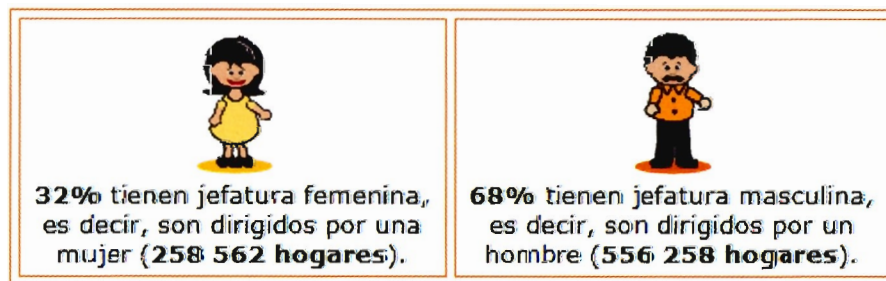 32% tienen jefatura femenina,
es decir, son dirigidos por una
mujer (258 562 hogares).
68% tienen jefatura masculina,
es decir, son dirigidos por un
hombre (556 258 hogares).